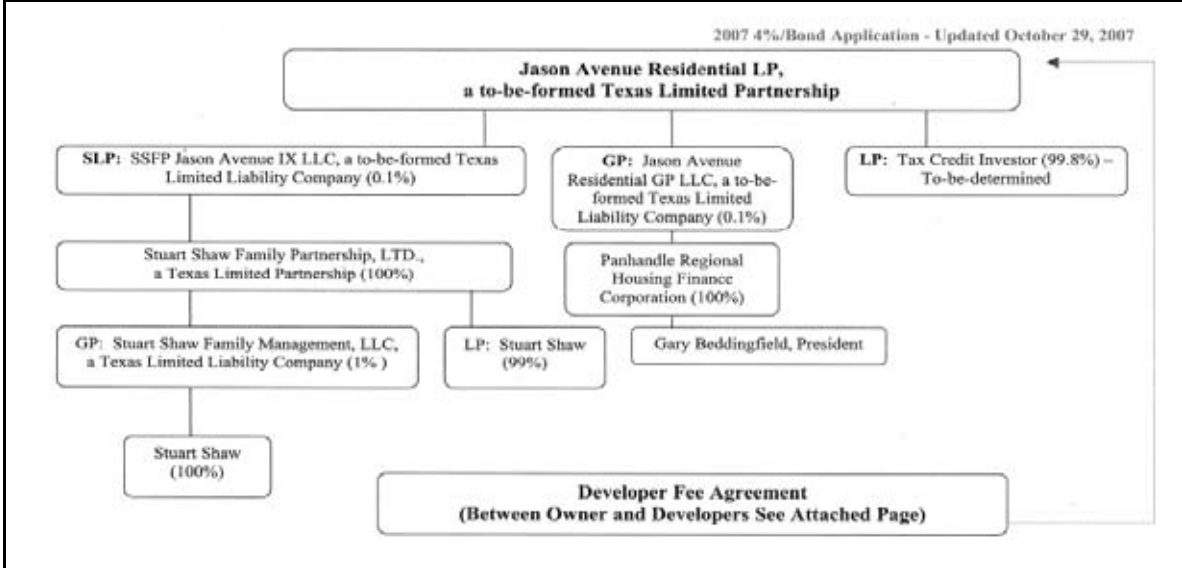 2007 4%/Bond Application - Updated October 29, 2007
Jason Avenue Residential LP,
a to-be-formed Texas Limited Partnership
SLP: SSFP Jason Avenue IX LLC, a to-be-formed Texas
Limited Liability Company (0.1%)
GP: Jason Avenue
Residential GP LLC, a to-be-
formed Texas Limited
Liability Company (0.1%)
LP: Tax Credit Investor (99.8%) –
To-be-determined
Stuart Shaw Family Partnership, LTD.,
a Texas Limited Partnership (100%)
Panhandle Regional
Housing Finance
Corporation (100%)
GP: Stuart Shaw Family Management, LLC,
a Texas Limited Liability Company (1% )
LP: Stuart Shaw
(99%)
Gary Beddingfield, President
Stuart Shaw
(100%)
Developer Fee Agreement
(Between Owner and Developers See Attached Page)